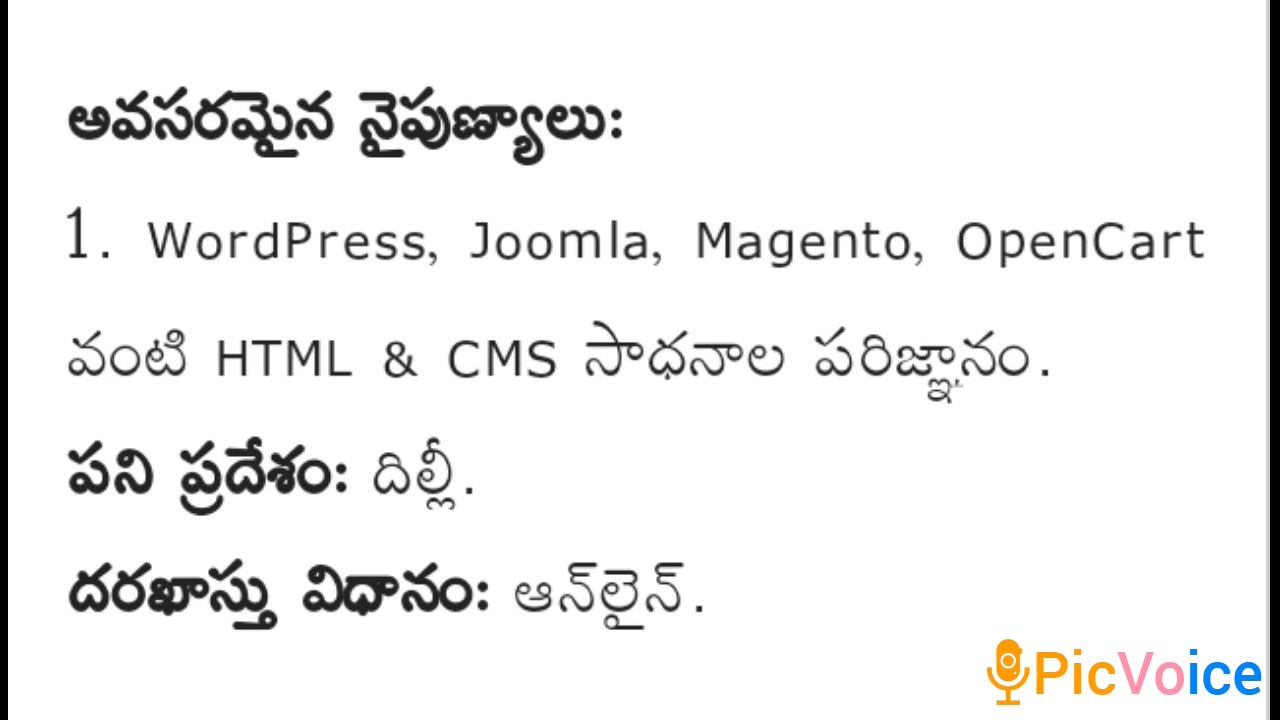 అవసరమైన నైపుణ్యాలు:
1. WordPress, Joomla, Magento, OpenCart
వంటి HTML & CMS సాధనాల పరిజ్ఞానం.
పని ప్రదేశం: దిల్లీ.
దరఖాస్తు విధానం: ఆన్‌లైన్.
PicVoice